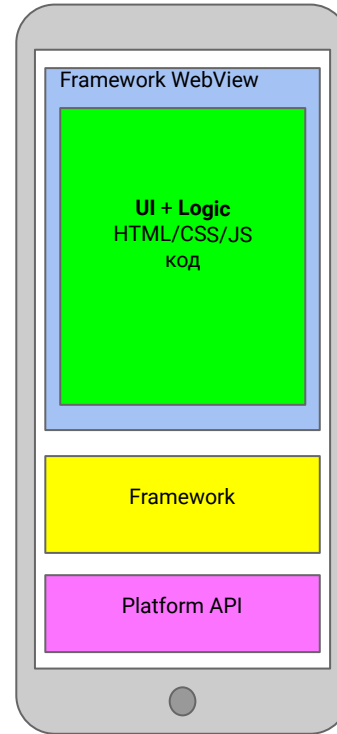 Framework WebView
UI + Logic
HTML/CSS/JS
код
Framework
Platform API